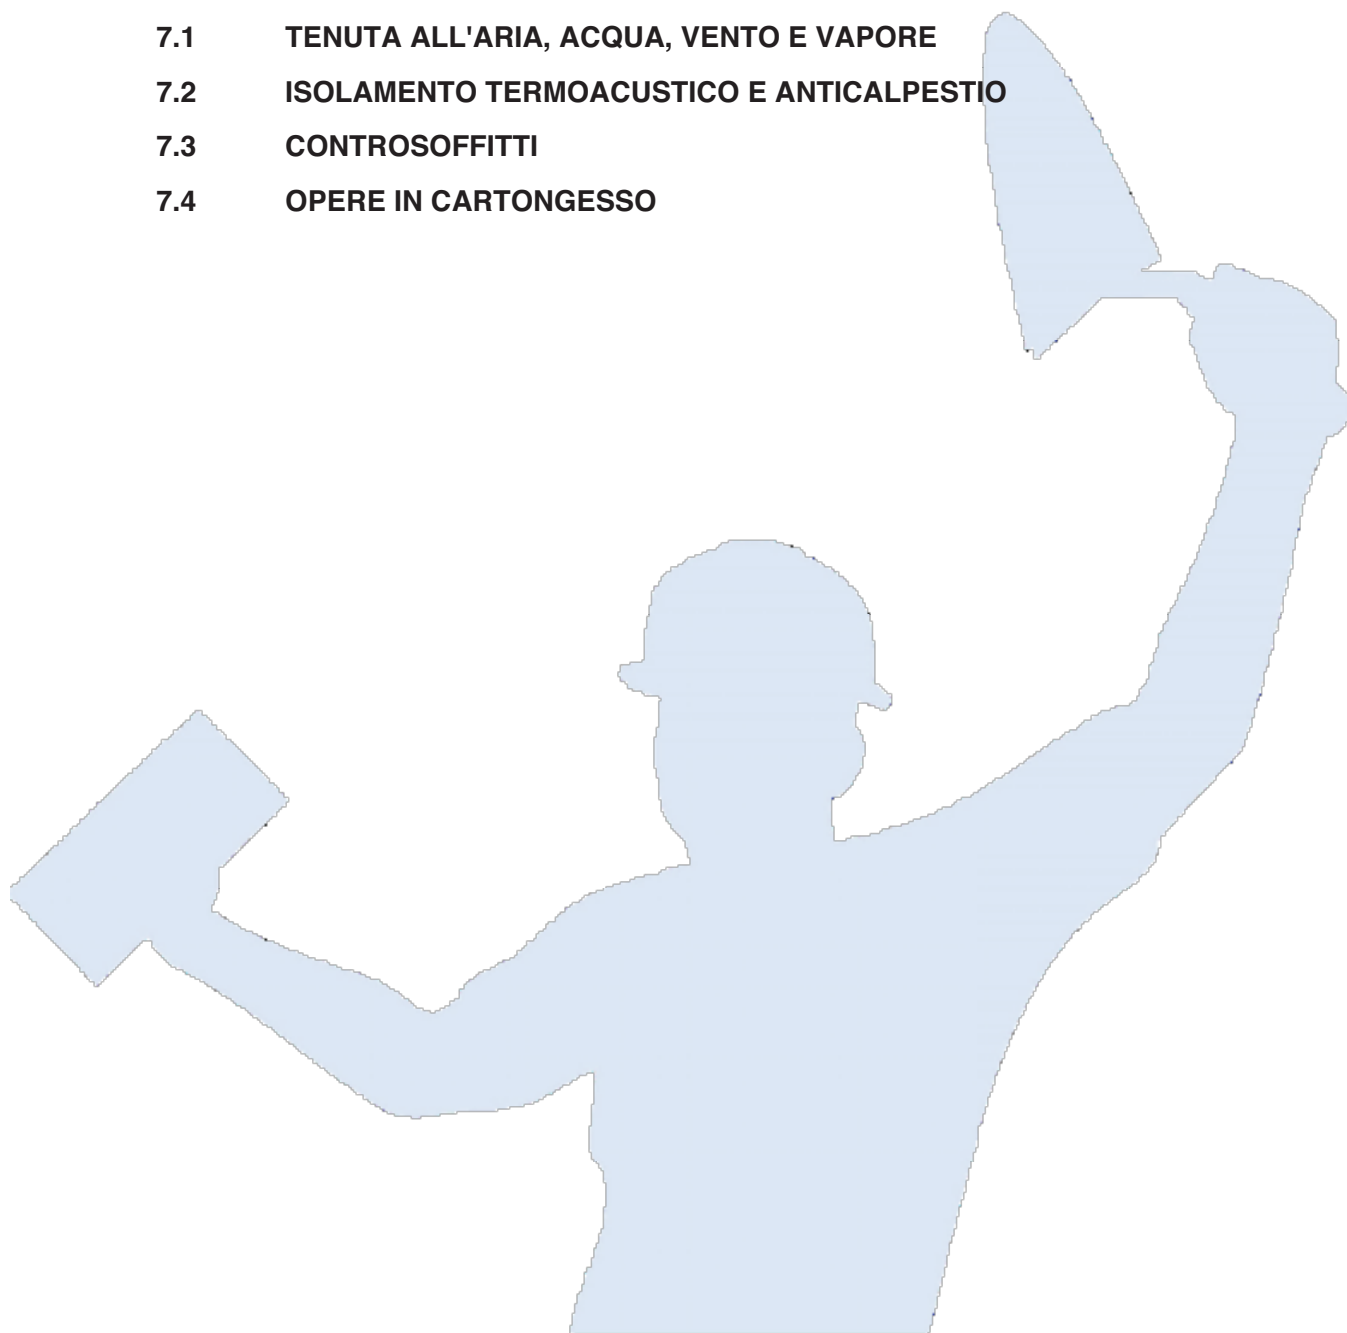 7.1 TENUTA ALL'ARIA, ACQUA, VENTO E VAPORE
7.2 ISOLAMENTO TERMOACUSTICO E ANTICALPESTIO
7.3 CONTROSOFFITTI
7.4 OPERE IN CARTONGESSO